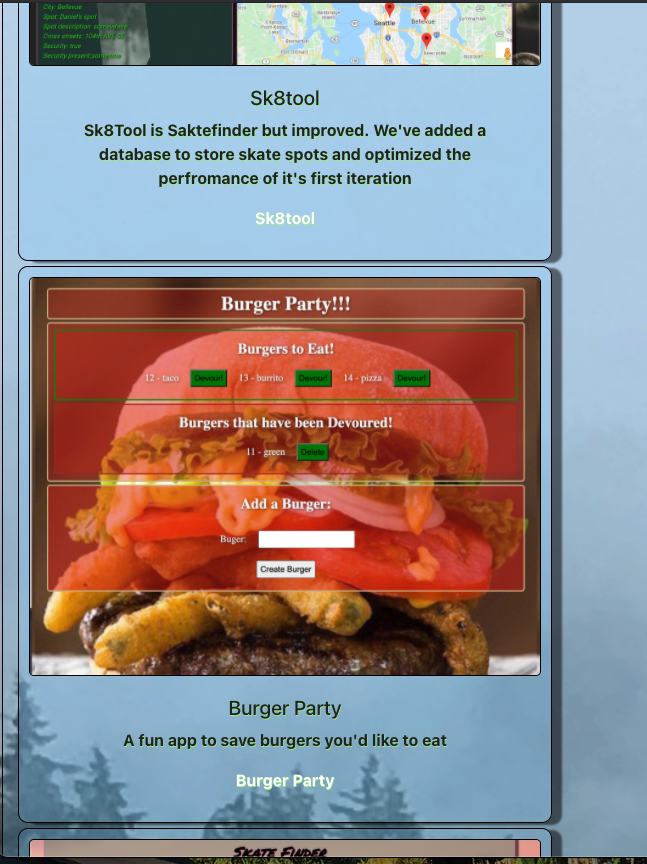 City: Bellevue
Spot: Daniel's spot
Spot description: somewhere
Cross streets: 104th
Security: true
Security present: sometime
Seattle
Bellevue
Sk8tool
Sk8Tool is Saktefinder but improved. We've added a
database to store skate spots and optimized the
perfromance of it's first iteration
Sk8tool
Burger Party!!!
Burgers to Eat!
12 - taco Devour! 13 - burrito Devour! 14 - pizza Devour!
Burgers that have been Devoured!
11 - green Delete
Add a Burger:
Buger:
Create Burger
Burger Party
A fun app to save burgers you'd like to eat
Burger Party
Skate Finder